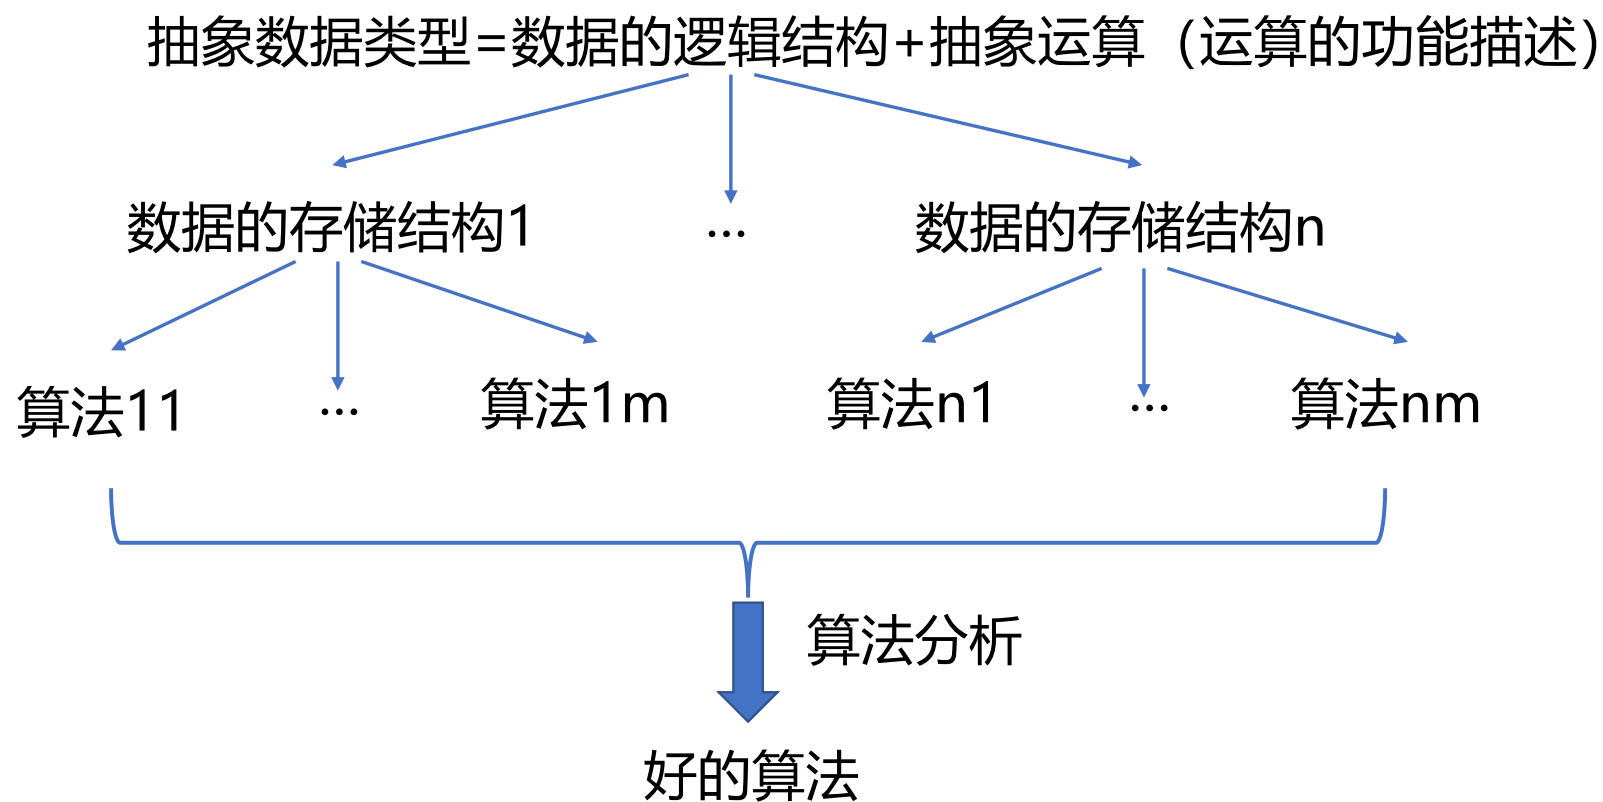 抽象数据类型=数据的逻辑结构+抽象运算（运算的功能描述）
数据的存储结构1 … 数据的存储结构n
算法11 … 算法1m 算法n1 … 算法nm
算法分析
好的算法